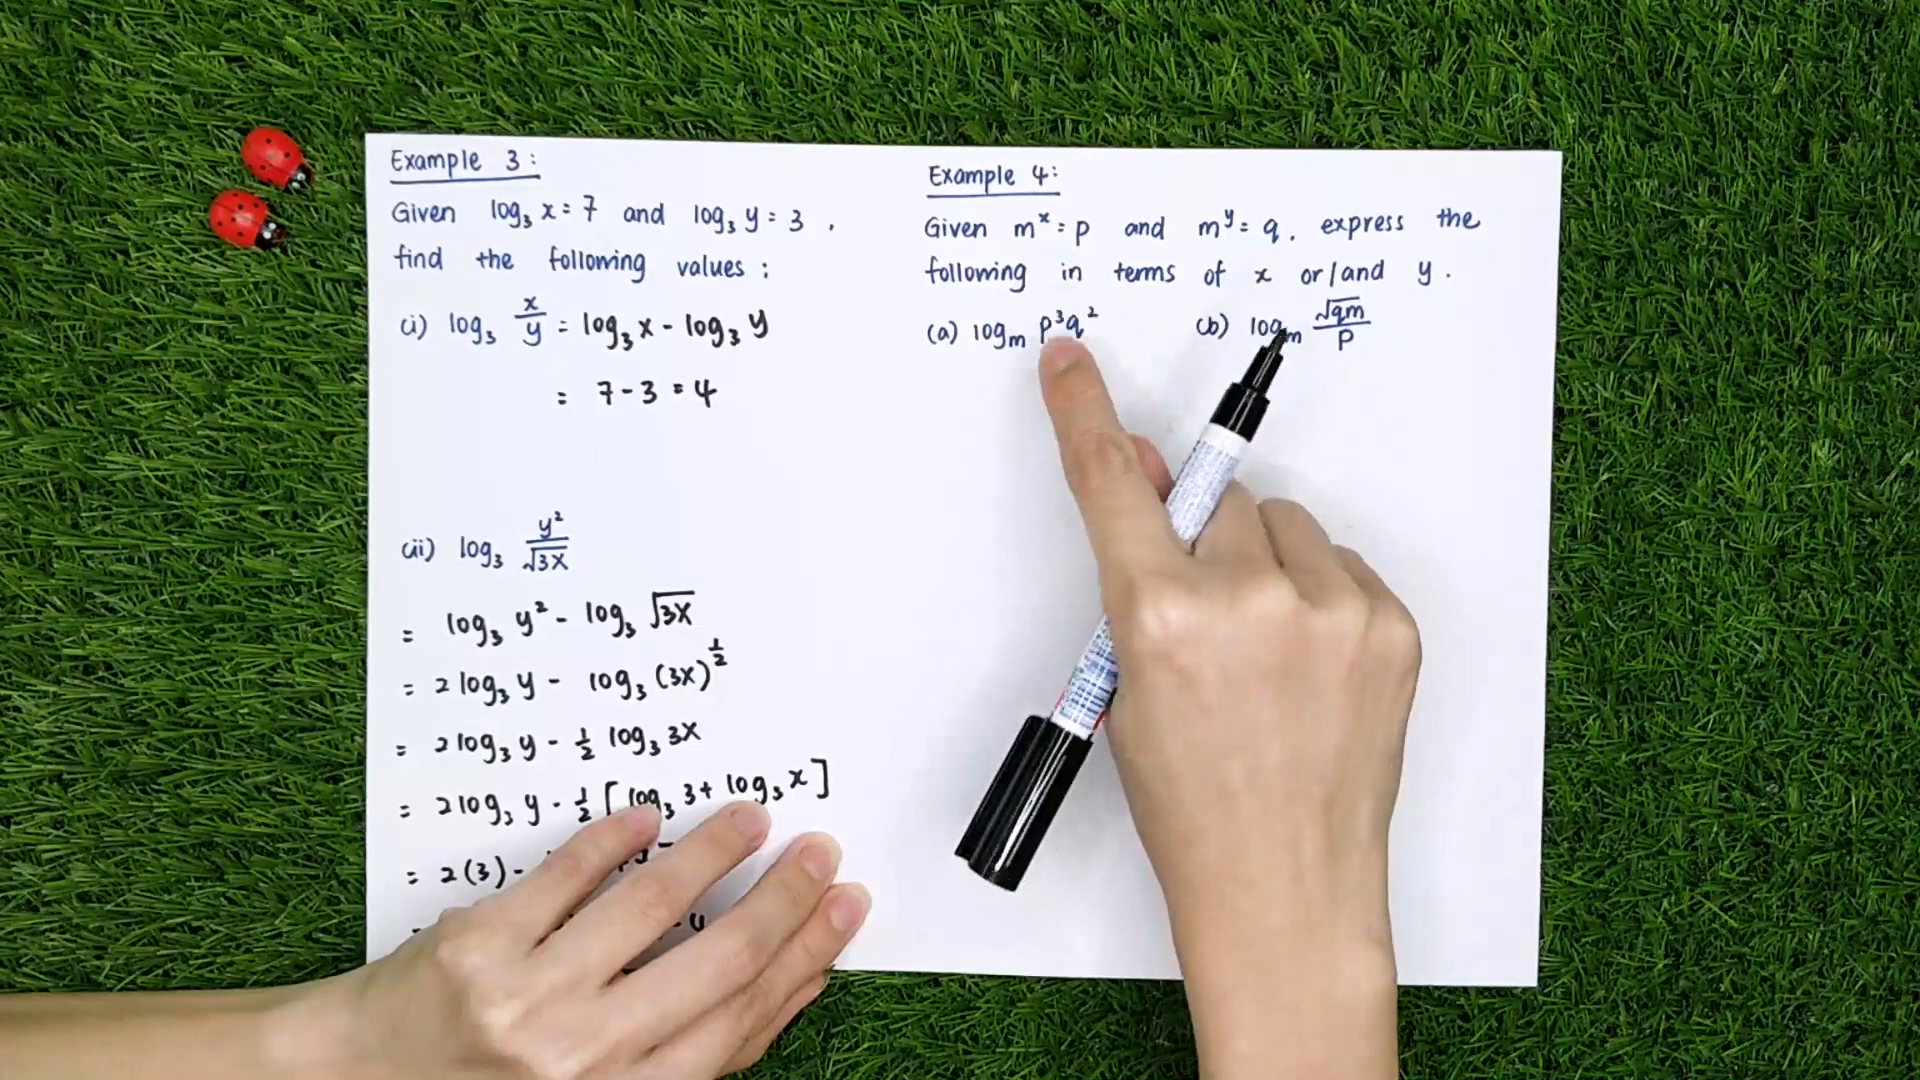 Example 3:
Given log₃ x = 7 and log₃ y = 3 ,
find the following values :
(i) log₃ x/y = log₃ x - log₃ y
= 7 - 3 = 4
(ii) log₃ y²/√3x
= log₃ y² - log₃ √3x
= 2 log₃ y - log₃ (3x)^½
= 2 log₃ y - ½ log₃ 3x
= 2 log₃ y - ½ [log₃ 3 + log₃ x]
= 2(3) -
Example 4:
Given mˣ = p and mʸ = q , express the
following in terms of x or/and y .
(a) logₘ p³q² (b) logₘ √qm/p